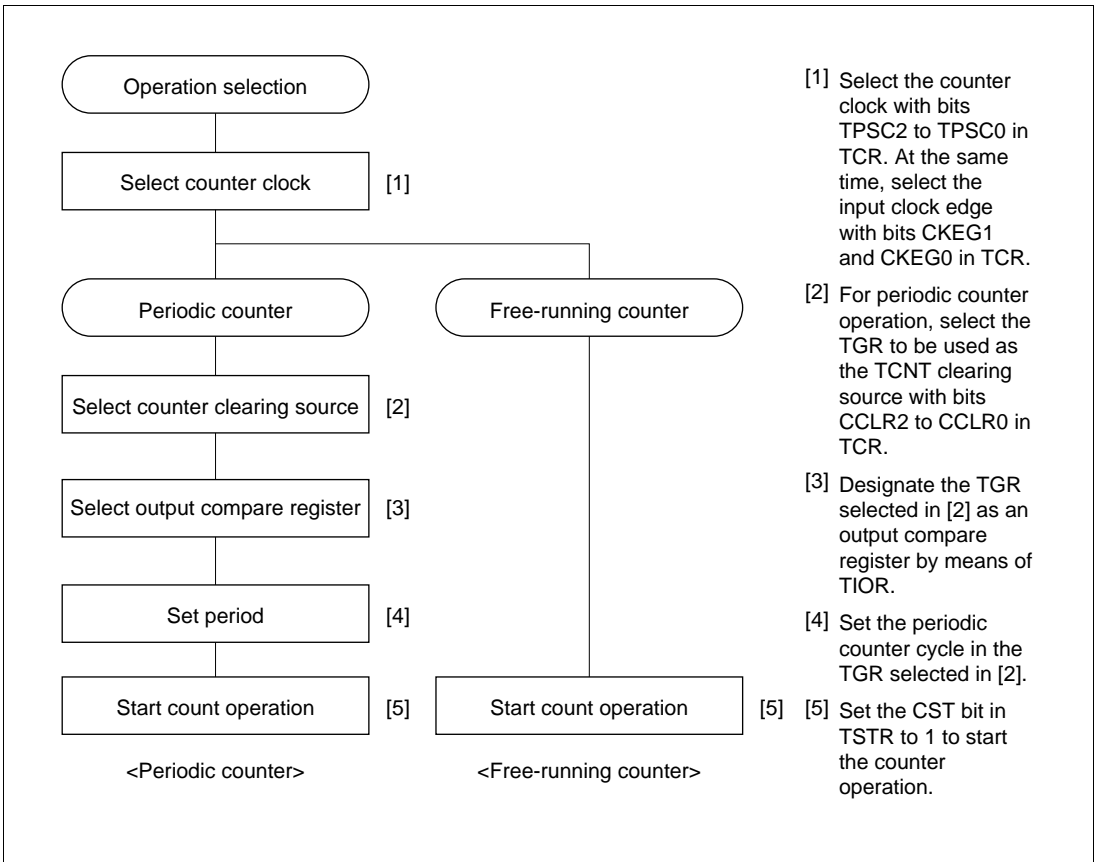 Operation selection
Select counter clock [1]
Periodic counter
Free-running counter
Select counter clearing source [2]
Select output compare register [3]
Set period [4]
Start count operation [5]
Start count operation [5]
<Periodic counter>
<Free-running counter>
[1] Select the counter
clock with bits
TPSC2 to TPSC0 in
TCR. At the same
time, select the
input clock edge
with bits CKEG1
and CKEG0 in TCR.
[2] For periodic counter
operation, select the
TGR to be used as
the TCNT clearing
source with bits
CCLR2 to CCLR0 in
TCR.
[3] Designate the TGR
selected in [2] as an
output compare
register by means of
TIOR.
[4] Set the periodic
counter cycle in the
TGR selected in [2].
[5] Set the CST bit in
TSTR to 1 to start
the counter
operation.